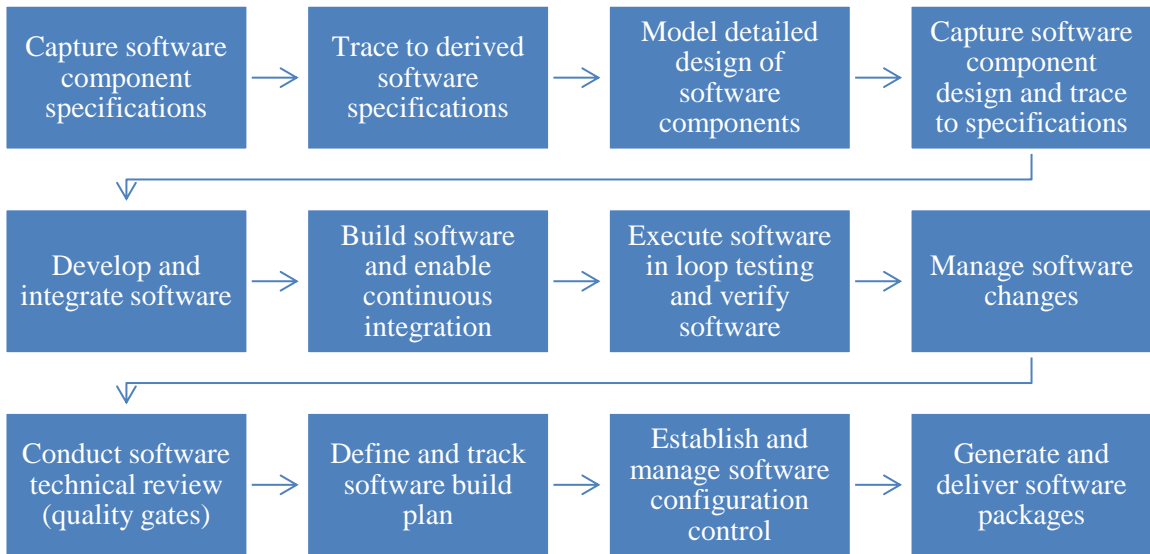 Capture software
component
specifications
Trace to derived
software
specifications
Model detailed
design of
software
components
Capture software
component
design and trace
to specifications
Develop and
integrate software
Build software
and enable
continuous
integration
Execute software
in loop testing
and verify
software
Manage software
changes
Conduct software
technical review
(quality gates)
Define and track
software build
plan
Establish and
manage software
configuration
control
Generate and
deliver software
packages